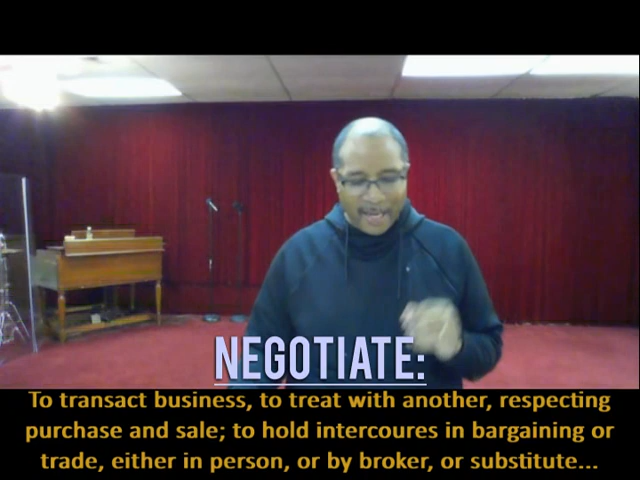 NEGOTIATE:
To transact business, to treat with another, respecting
purchase and sale; to hold intercoures in bargaining or
trade, either in person, or by broker, or substitute...